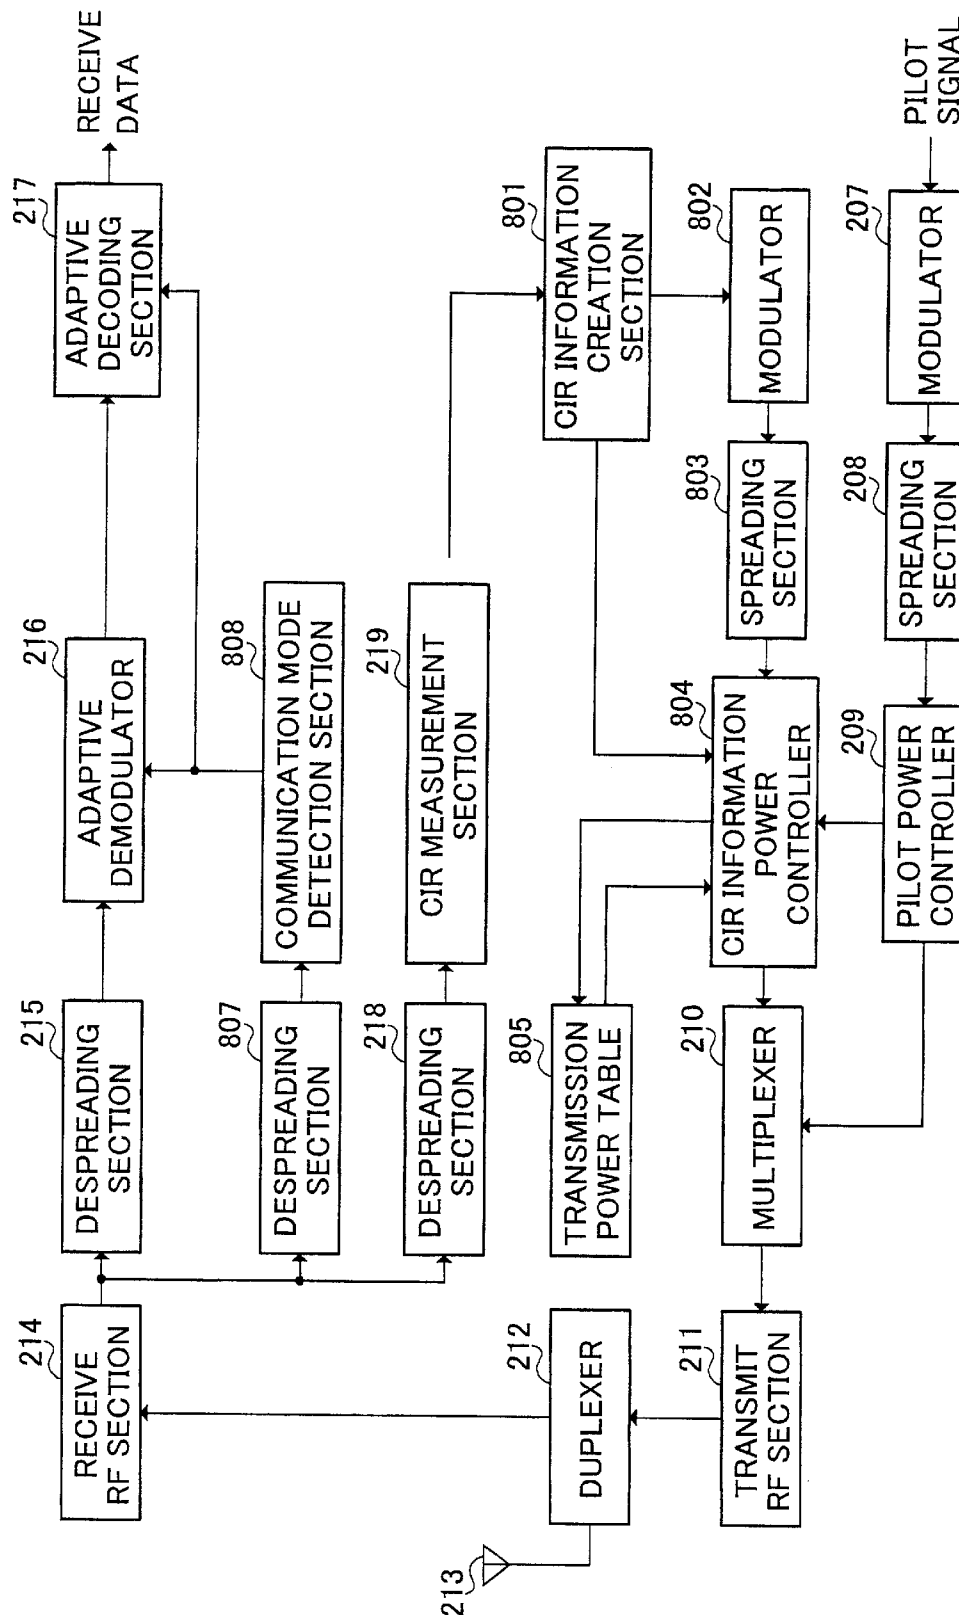 214
RECEIVE
RF SECTION
215
DESPREADING
SECTION
216
ADAPTIVE
DEMODULATOR
217
ADAPTIVE
DECODING
SECTION
RECEIVE
DATA
807
DESPREADING
SECTION
808
COMMUNICATION MODE
DETECTION SECTION
218
DESPREADING
SECTION
219
CIR MEASUREMENT
SECTION
213
212
DUPLEXER
805
TRANSMISSION
POWER TABLE
801
CIR INFORMATION
CREATION
SECTION
211
TRANSMIT
RF SECTION
210
MULTIPLEXER
804
CIR INFORMATION
POWER
CONTROLLER
803
SPREADING
SECTION
802
MODULATOR
209
PILOT POWER
CONTROLLER
208
SPREADING
SECTION
207
MODULATOR
PILOT
SIGNAL